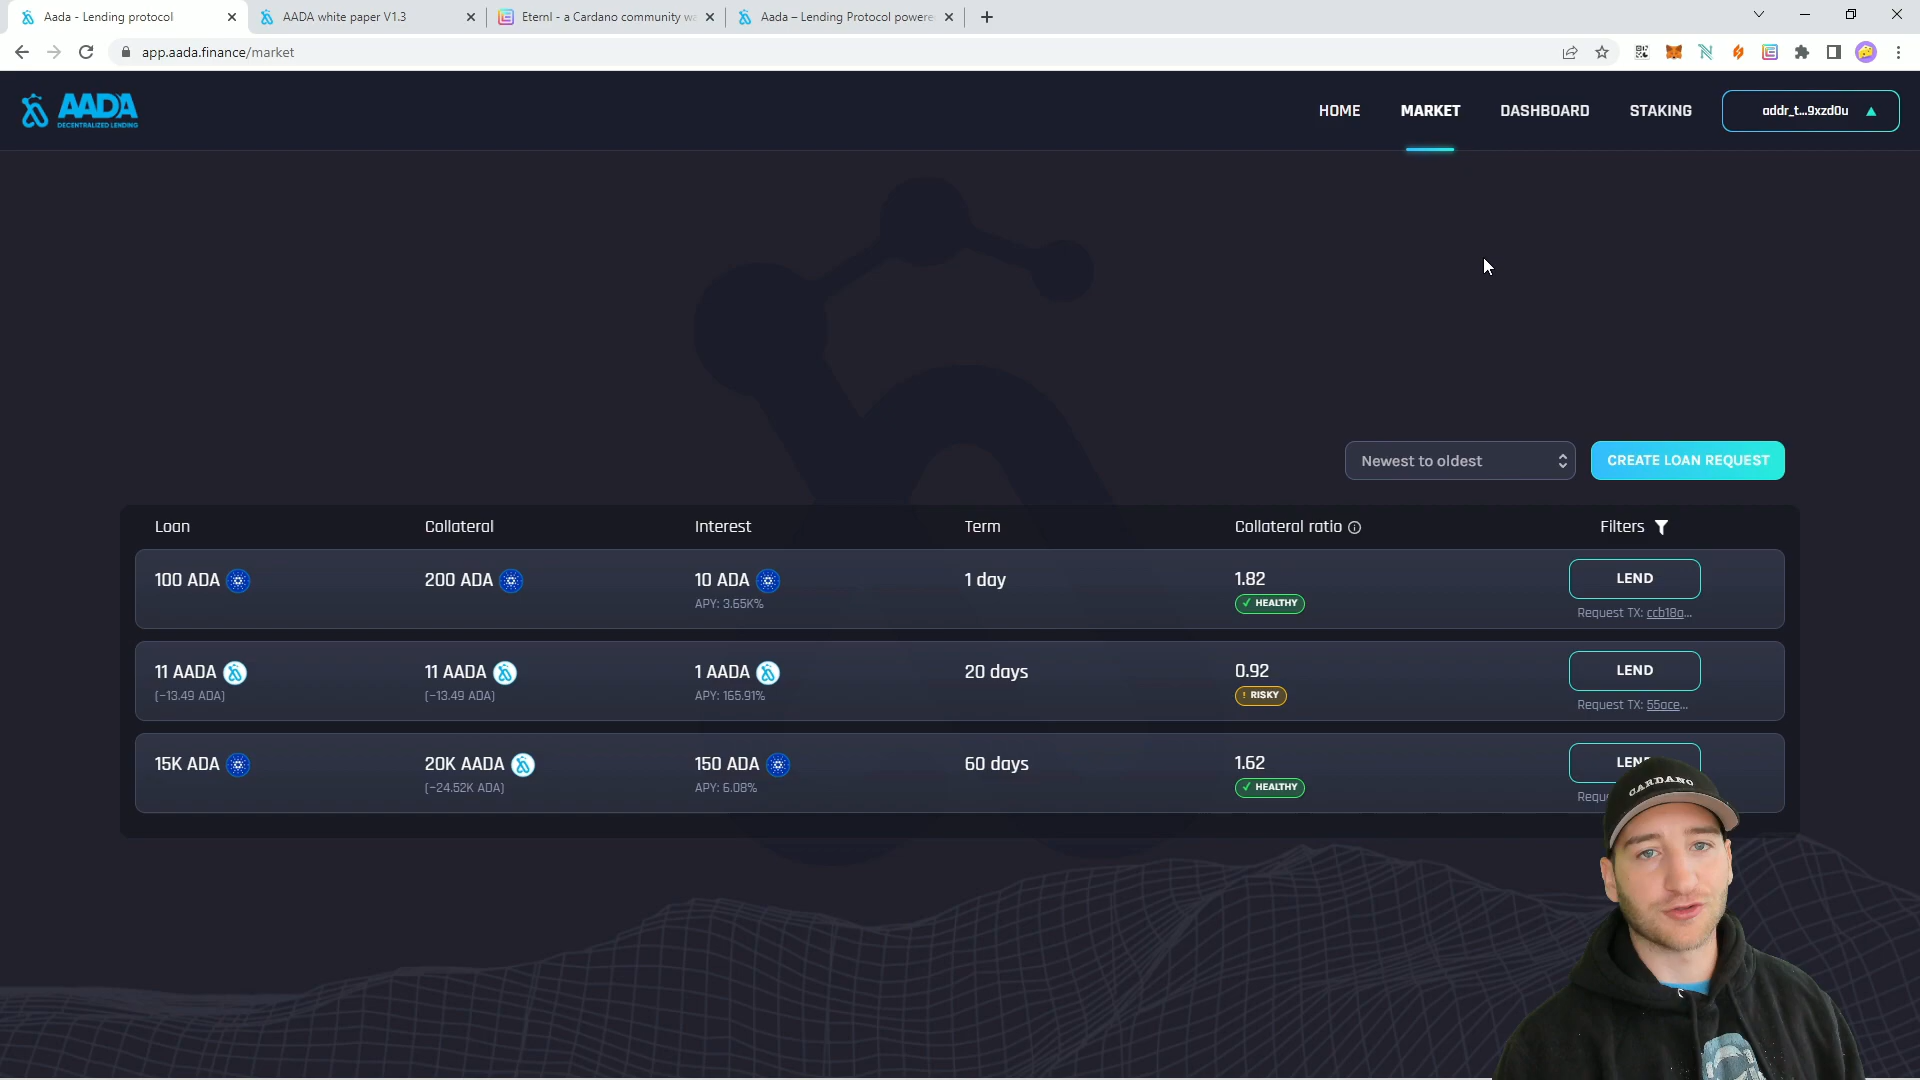 Aada - Lending protocol
AADA white paper V1.3
Eternl - a Cardano community wa
Aada – Lending Protocol powere
app.aada.finance/market
AADA
DECENTRALIZED LENDING
HOME
MARKET
DASHBOARD
STAKING
addr_t...9xzd0u
Newest to oldest
CREATE LOAN REQUEST
Loan
Collateral
Interest
Term
Collateral ratio
Filters
100 ADA
200 ADA
10 ADA
APY: 3.65K%
1 day
1.82
HEALTHY
LEND
Request TX: ccb18a...
11 AADA
(~13.49 ADA)
11 AADA
(~13.49 ADA)
1 AADA
APY: 165.91%
20 days
0.92
! RISKY
LEND
Request TX: 55ace...
15K ADA
20K AADA
(~24.52K ADA)
150 ADA
APY: 6.08%
60 days
1.62
HEALTHY
CARDANO